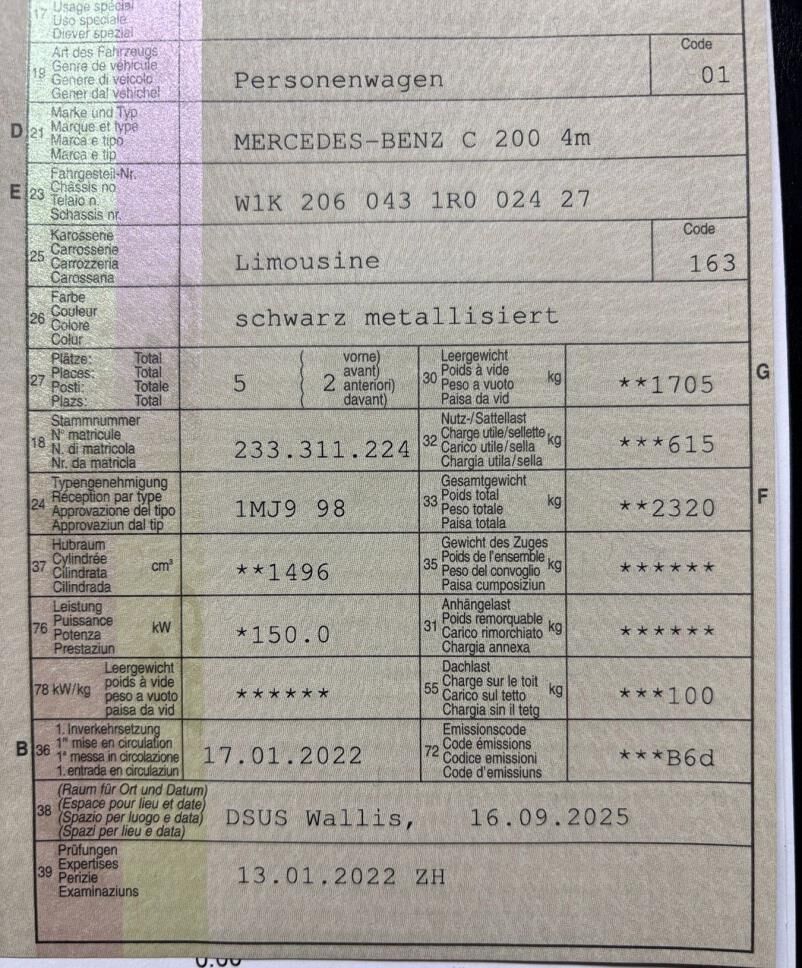 17 Usage spécial
Uso speciale
Diever spezial
19 Art des Fahrzeugs
Genre de véhicule
Genere di veicolo
Gener dal vehichel
Personenwagen
Code
01
D 21 Marke und Typ
Marque et type
Marca e tipo
Marca e tip
MERCEDES-BENZ C 200 4m
E 23 Fahrgestell-Nr.
Châssis no
Telaio n.
Schassis nr.
W1K 206 043 1R0 024 27
25 Karosserie
Carrosserie
Carrozzeria
Carossaria
Limousine
Code
163
26 Farbe
Couleur
Colore
Colur
schwarz metallisiert
27 Plätze: Total
Places: Total
Posti: Totale
Plazs: Total
5 ( 2 vorne)
avant)
anteriori)
davant)
30 Leergewicht
Poids à vide kg
Peso a vuoto
Paisa da vid
**1705 G
18 Stammnummer
N° matricule
N. di matricola
Nr. da matricla
233.311.224
32 Nutz-/Sattellast
Charge utile/sellette kg
Carico utile/sella
Chargia utila/sella
***615
24 Typengenehmigung
Réception par type
Approvazione del tipo
Approvaziun dal tip
1MJ9 98
33 Gesamtgewicht
Poids total kg
Peso totale
Paisa totala
**2320 F
37 Hubraum
Cylindrée cm³
Cilindrata
Cilindrada
**1496
35 Gewicht des Zuges
Poids de l'ensemble kg
Peso del convoglio
Paisa cumposiziun
******
76 Leistung
Puissance kW
Potenza
Prestaziun
*150.0
31 Anhängelast
Poids remorquable kg
Carico rimorchiato
Chargia annexa
******
78 kW/kg Leergewicht
poids à vide
peso a vuoto
paisa da vid
******
55 Dachlast
Charge sur le toit kg
Carico sul tetto
Chargia sin il tetg
***100
B 36 1. Inverkehrsetzung
1re mise en circulation
1a messa in circolazione
1. entrada en circulaziun
17.01.2022
72 Emissionscode
Code émissions
Codice emissioni
Code d'emissiuns
***B6d
38 (Raum für Ort und Datum)
(Espace pour lieu et date)
(Spazio per luogo e data)
(Spazi per lieu e data)
DSUS Wallis, 16.09.2025
39 Prüfungen
Expertises
Perizie
Examinaziuns
13.01.2022 ZH